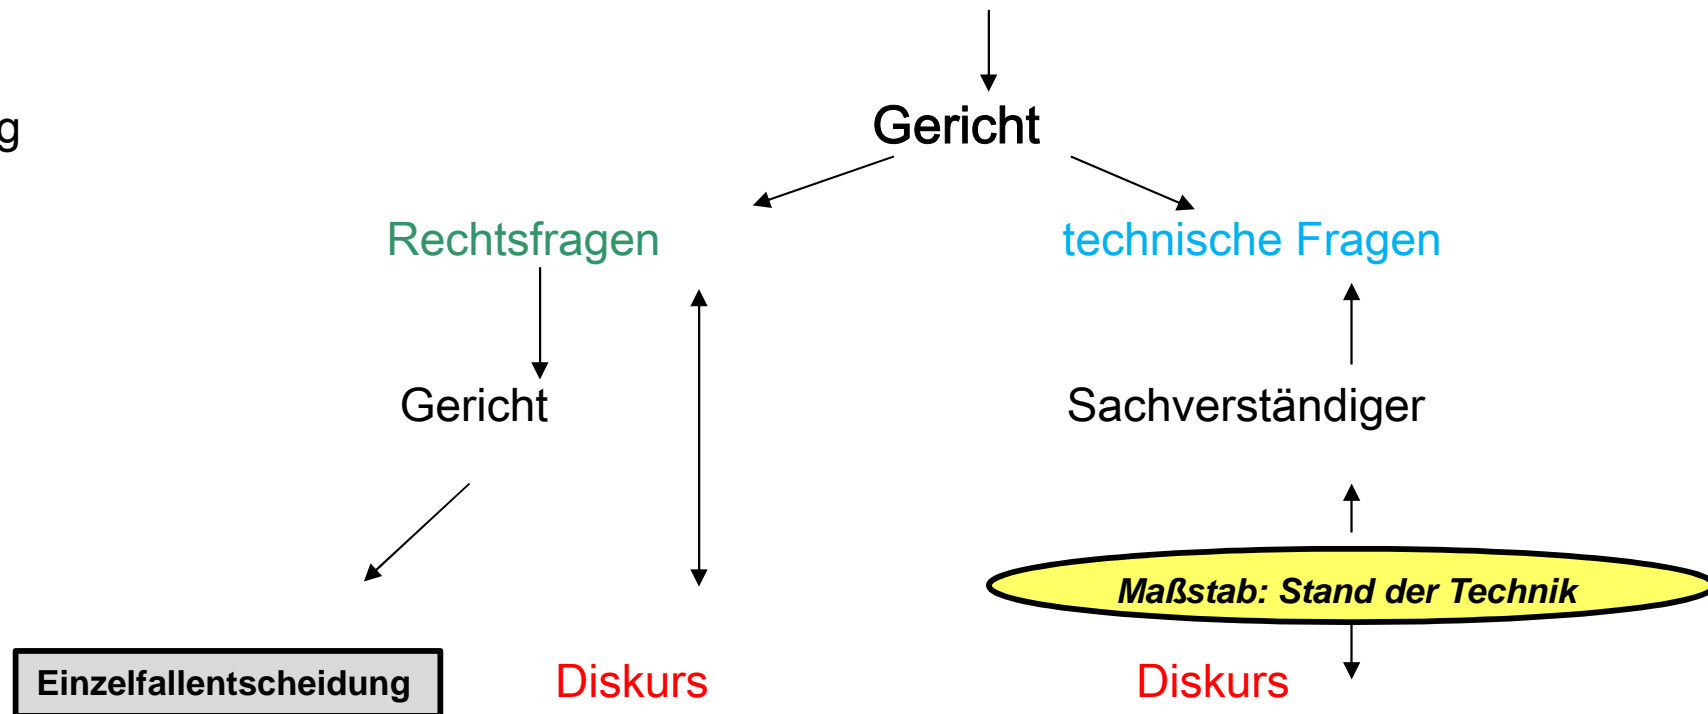 g
Gericht
Rechtsfragen
technische Fragen
Gericht
Sachverständiger
Maßstab: Stand der Technik
Einzelfallentscheidung
Diskurs
Diskurs